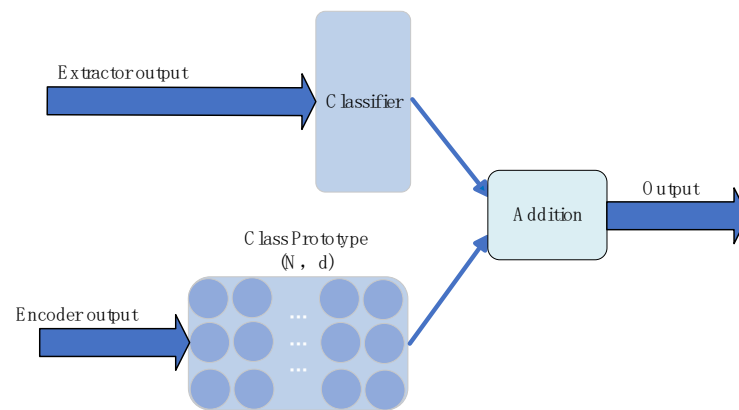 Extractor output
Classifier
Class Prototype
(N，d)
Encoder output
...
...
...
Addition
Output